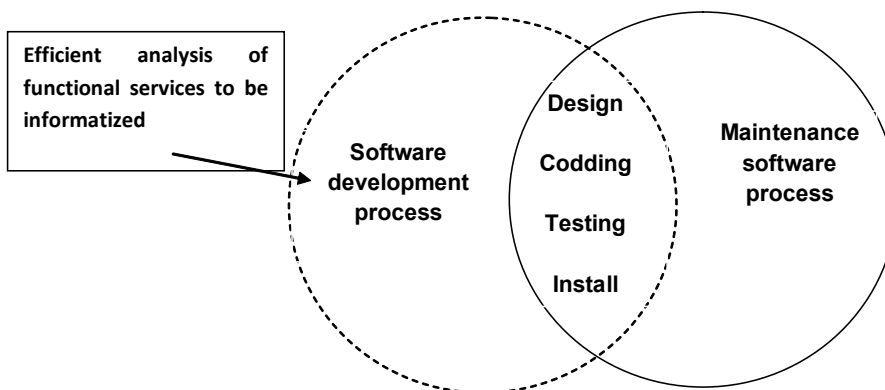 Efficient analysis of
functional services to be
informatized
Software
development
process
Design
Codding
Testing
Install
Maintenance
software
process